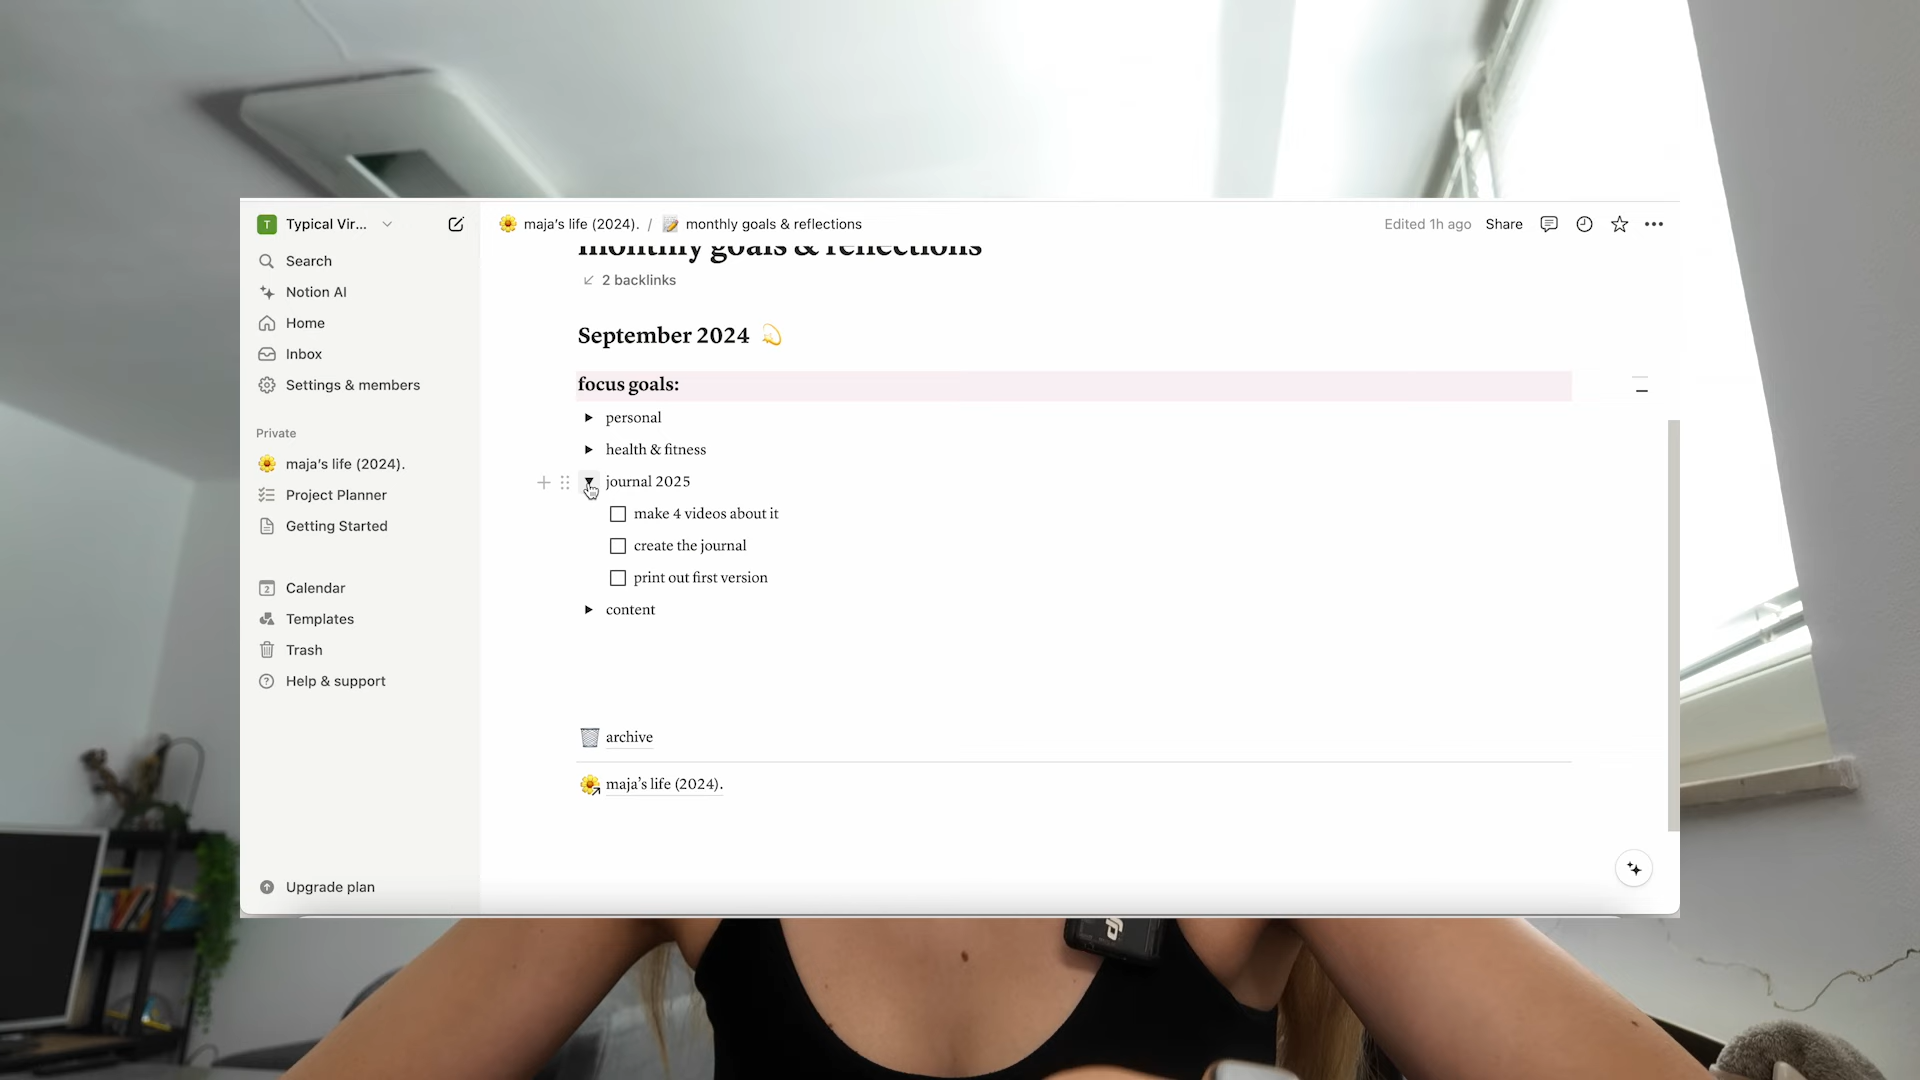 Typical Vir...
maja's life (2024). / monthly goals & reflections
Edited 1h ago
Share
Search
Notion AI
Home
Inbox
Settings & members
Private
maja's life (2024).
Project Planner
Getting Started
Calendar
Templates
Trash
Help & support
Upgrade plan
monthly goals & reflections
2 backlinks
September 2024
focus goals:
personal
health & fitness
journal 2025
make 4 videos about it
create the journal
print out first version
content
archive
maja's life (2024).